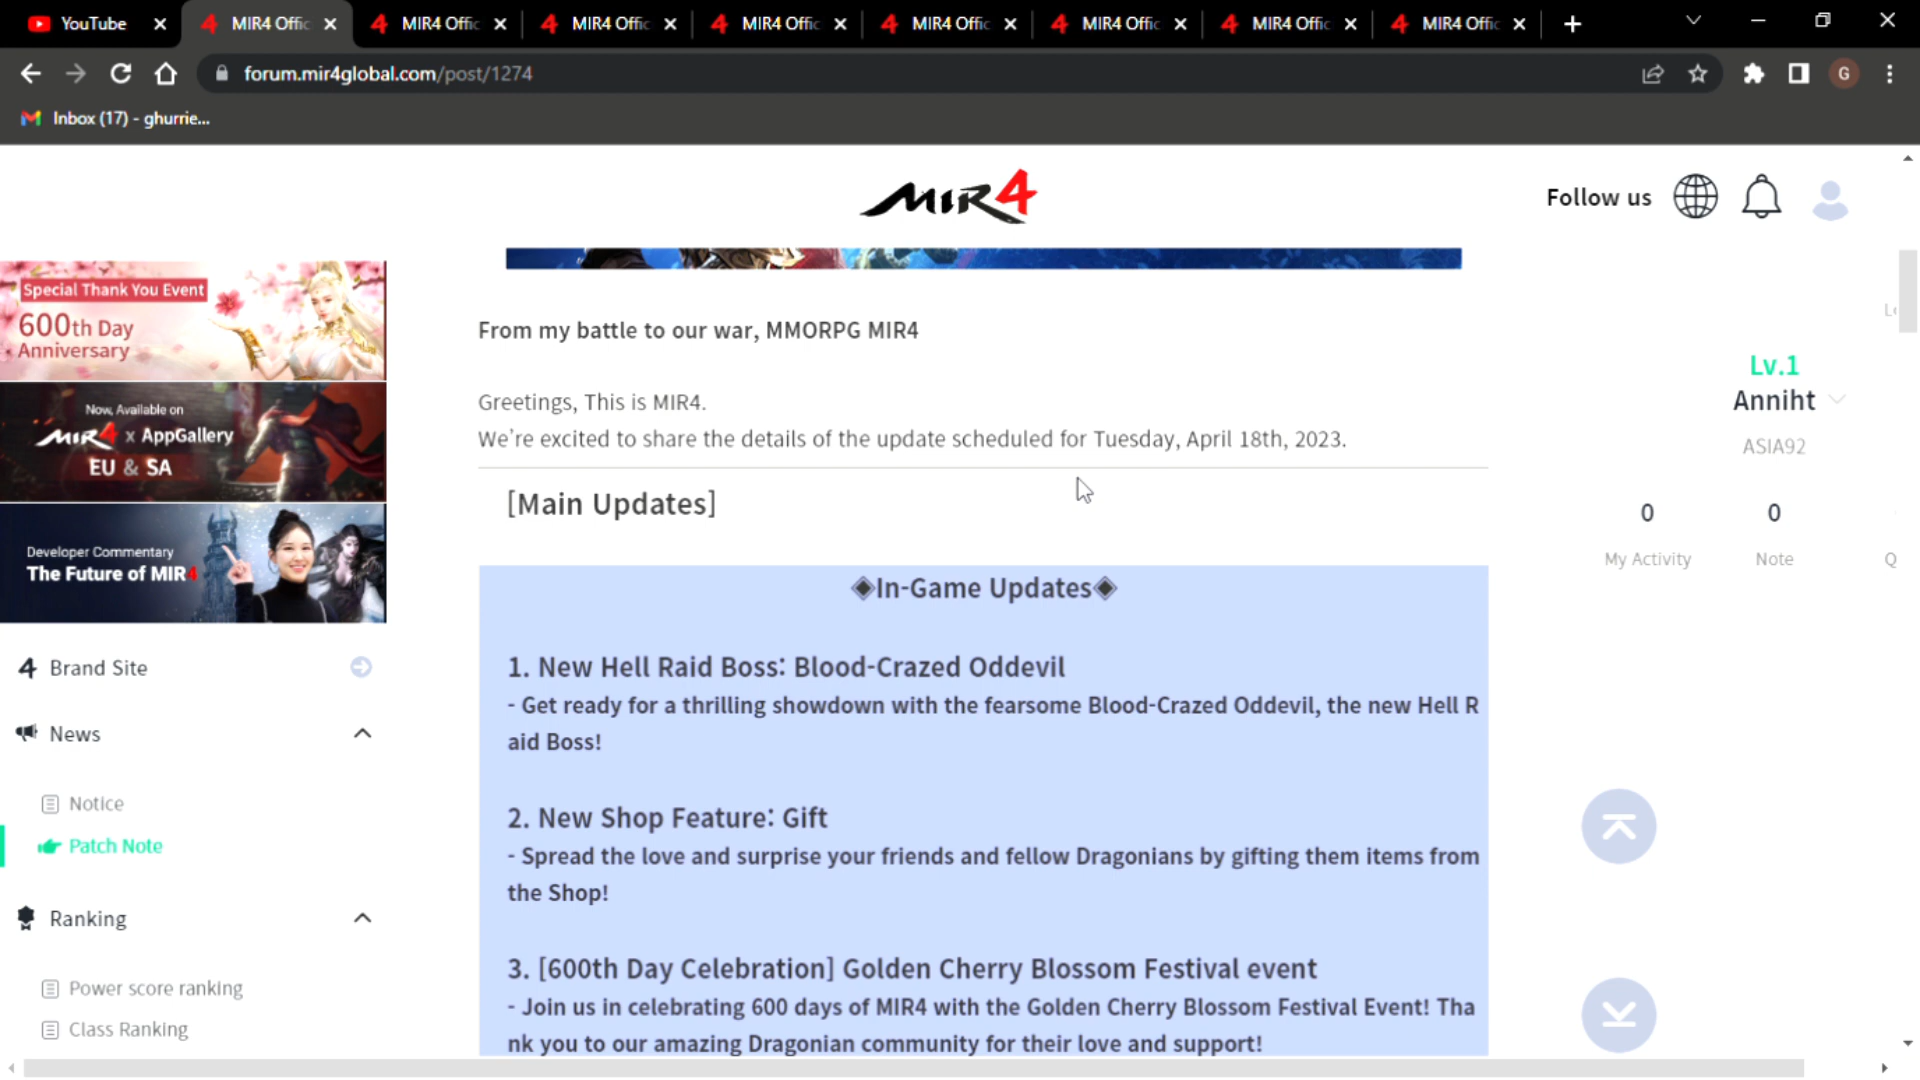 YouTube
MIR4 Offic
MIR4 Offic
MIR4 Offic
MIR4 Offic
MIR4 Offic
MIR4 Offic
MIR4 Offic
MIR4 Offic
forum.mir4global.com/post/1274
G
Inbox (17) - ghurrie...
MIR4
Follow us
Special Thank You Event
600th Day
Anniversary
Now, Available on
MIR4 x AppGallery
EU & SA
Developer Commentary
The Future of MIR4
4 Brand Site
News
Notice
Patch Note
Ranking
Power score ranking
Class Ranking
From my battle to our war, MMORPG MIR4
Greetings, This is MIR4.
We're excited to share the details of the update scheduled for Tuesday, April 18th, 2023.
[Main Updates]
◈In-Game Updates◈
1. New Hell Raid Boss: Blood-Crazed Oddevil
- Get ready for a thrilling showdown with the fearsome Blood-Crazed Oddevil, the new Hell R
aid Boss!
2. New Shop Feature: Gift
- Spread the love and surprise your friends and fellow Dragonians by gifting them items from
the Shop!
3. [600th Day Celebration] Golden Cherry Blossom Festival event
- Join us in celebrating 600 days of MIR4 with the Golden Cherry Blossom Festival Event! Tha
nk you to our amazing Dragonian community for their love and support!
Lv.1
Anniht
ASIA92
0 0
My Activity Note Q